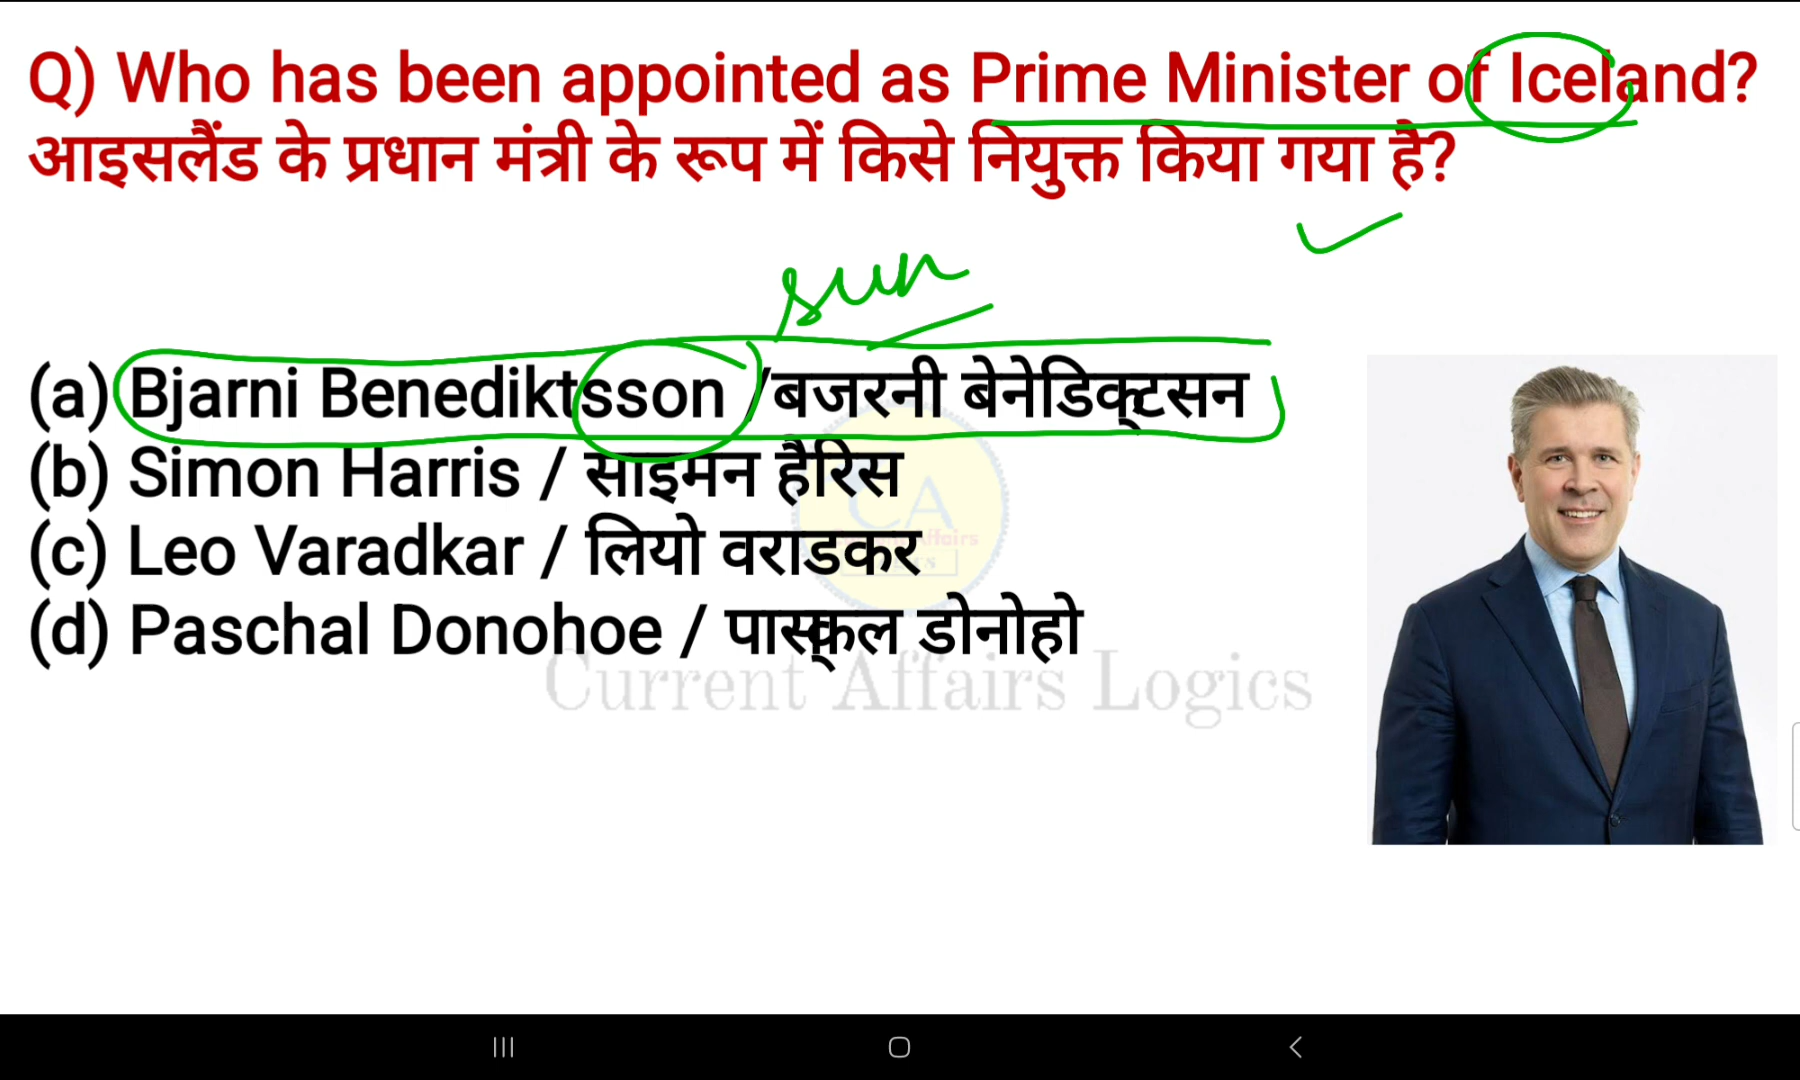 Q) Who has been appointed as Prime Minister of Iceland?
आइसलैंड के प्रधान मंत्री के रूप में किसे नियुक्त किया गया है?
sun
(a) Bjarni Benediktsson /बजरनी बेनेडिक्टसन
(b) Simon Harris / साइमन हैरिस
(c) Leo Varadkar / लियो वराडकर
(d) Paschal Donohoe / पास्कल डोनोहो
CA
Current Affairs Logics